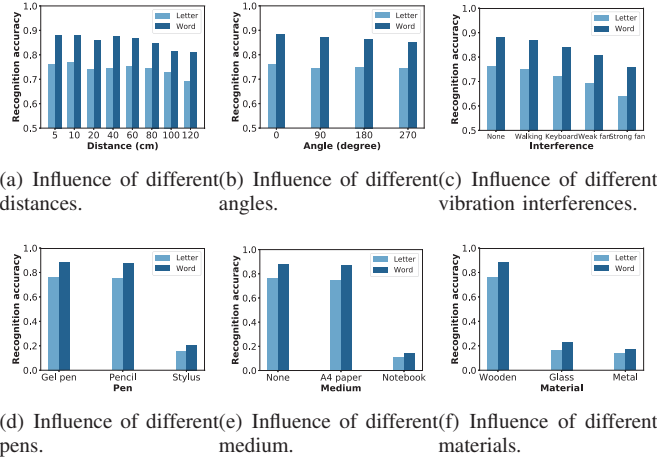 1.0
0.9
0.8
0.7
0.6
0.5
Recognition accuracy
Letter
Word
5 10 20 40 60 80 100 120
Distance (cm)
1.0
0.9
0.8
0.7
0.6
0.5
Recognition accuracy
Letter
Word
0 90 180 270
Angle (degree)
1.0
0.9
0.8
0.7
0.6
0.5
Recognition accuracy
Letter
Word
None Walking Keyboard Weak fan Strong fan
Interference
(a) Influence of different
distances.
(b) Influence of different
angles.
(c) Influence of different
vibration interferences.
1.0
0.8
0.6
0.4
0.2
0.0
Recognition accuracy
Letter
Word
Gel pen Pencil Stylus
Pen
1.0
0.8
0.6
0.4
0.2
0.0
Recognition accuracy
Letter
Word
None A4 paper Notebook
Medium
1.0
0.8
0.6
0.4
0.2
0.0
Recognition accuracy
Letter
Word
Wooden Glass Metal
Material
(d) Influence of different
pens.
(e) Influence of different
medium.
(f) Influence of different
materials.